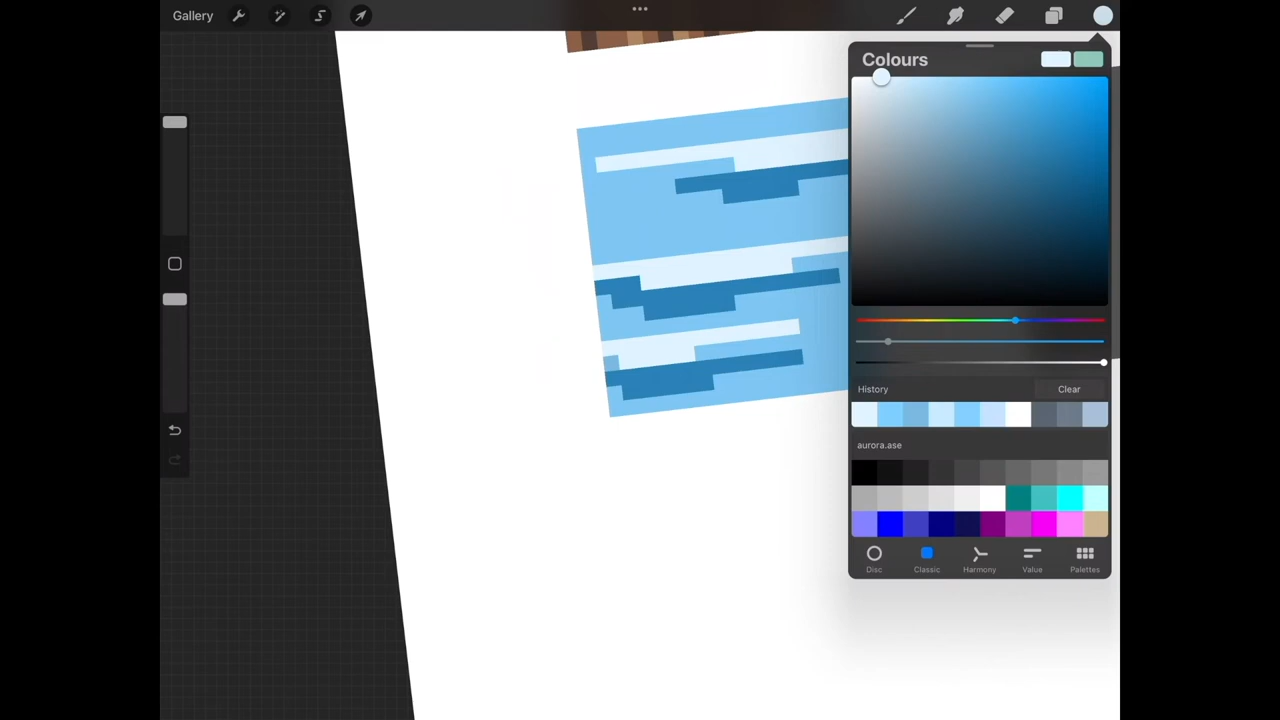 Gallery
Colours
History
Clear
aurora.ase
Disc
Classic
Harmony
Value
Palettes